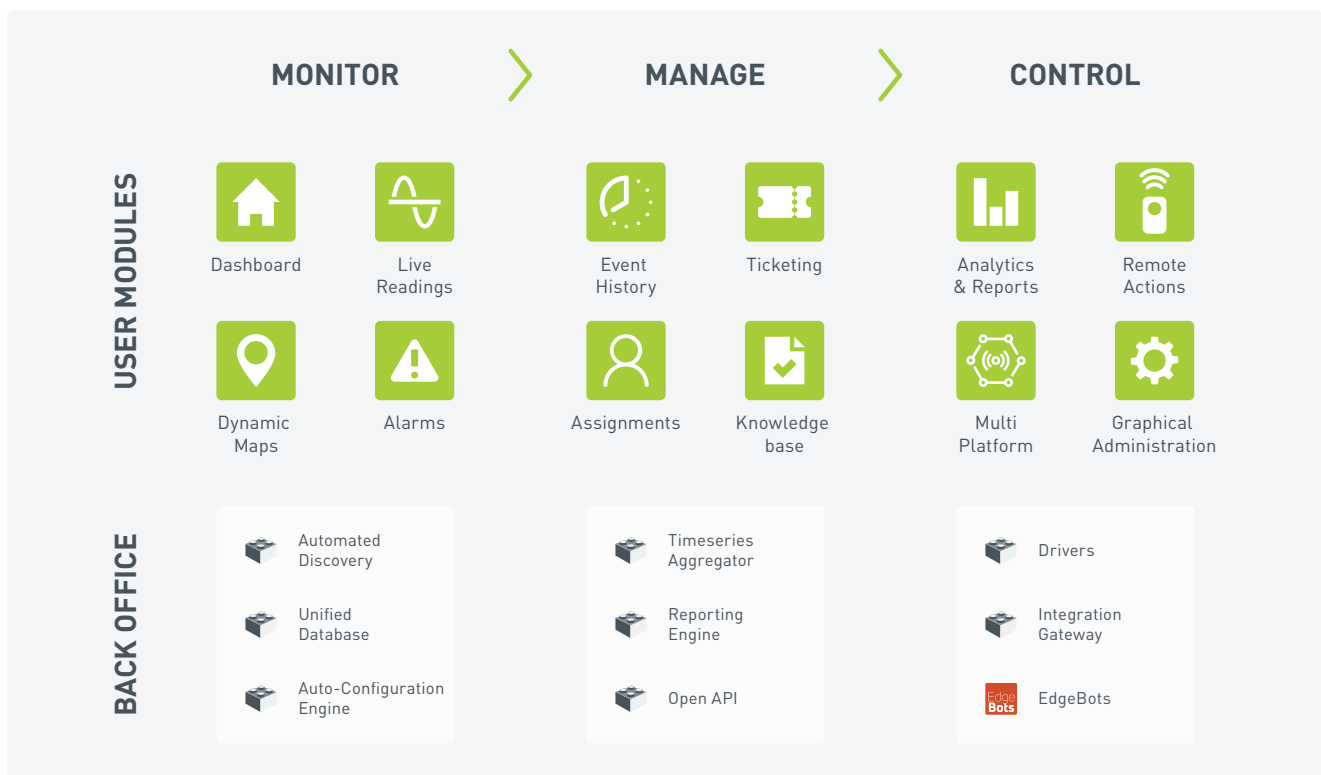 MONITOR
MANAGE
CONTROL
USER MODULES
Dashboard
Live
Readings
Event
History
Ticketing
Analytics
& Reports
Remote
Actions
Dynamic
Maps
Alarms
Assignments
Knowledge
base
Multi
Platform
Graphical
Administration
BACK OFFICE
Automated
Discovery
Unified
Database
Auto-Configuration
Engine
Timeseries
Aggregator
Reporting
Engine
Open API
Drivers
Integration
Gateway
Edge
Bots
EdgeBots